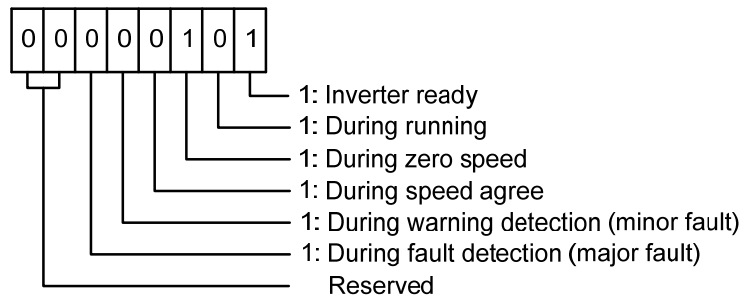 0 0 0 0 0 1 0 1
1: Inverter ready
1: During running
1: During zero speed
1: During speed agree
1: During warning detection (minor fault)
1: During fault detection (major fault)
Reserved